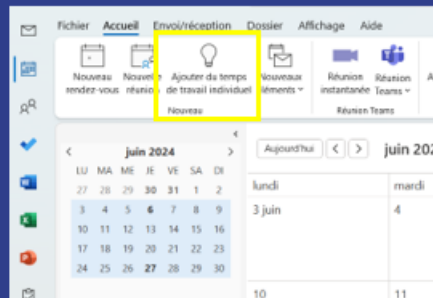 Fichier Accueil Envoi/réception Dossier Affichage Aide
Nouveau rendez-vous
Nouvelle réunion
Ajouter du temps de travail individuel
Nouveaux éléments
Réunion instantanée
Réunion Teams
Nouveau
Réunion Teams
juin 2024
LU MA ME JE VE SA DI
27 28 29 30 31 1 2
3 4 5 6 7 8 9
10 11 12 13 14 15 16
17 18 19 20 21 22 23
24 25 26 27 28 29 30
Aujourd'hui
juin 202
lundi mardi
3 juin 4
10 11